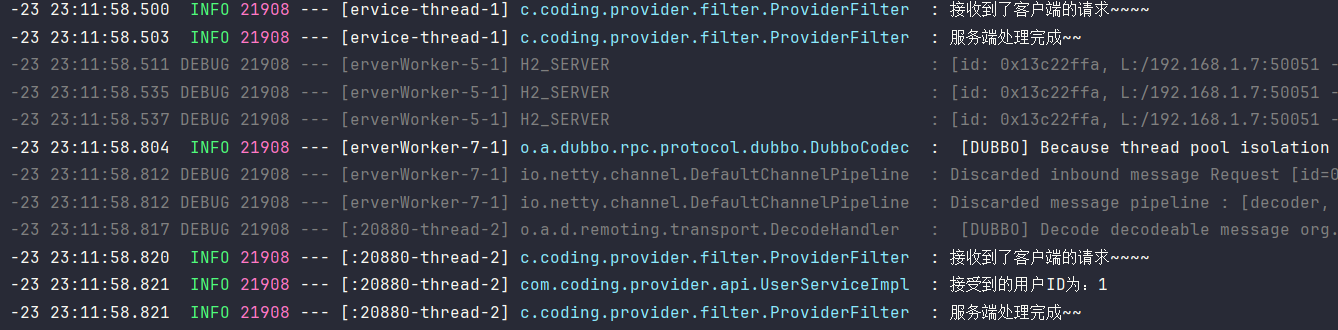 -23 23:11:58.500  INFO 21908 --- [ervice-thread-1] c.coding.provider.filter.ProviderFilter  : 接收到了客户端的请求~~~~
-23 23:11:58.503  INFO 21908 --- [ervice-thread-1] c.coding.provider.filter.ProviderFilter  : 服务端处理完成~~
-23 23:11:58.511 DEBUG 21908 --- [erverWorker-5-1] H2_SERVER                                : [id: 0x13c22ffa, L:/192.168.1.7:50051 -
-23 23:11:58.535 DEBUG 21908 --- [erverWorker-5-1] H2_SERVER                                : [id: 0x13c22ffa, L:/192.168.1.7:50051 -
-23 23:11:58.537 DEBUG 21908 --- [erverWorker-5-1] H2_SERVER                                : [id: 0x13c22ffa, L:/192.168.1.7:50051 -
-23 23:11:58.804  INFO 21908 --- [erverWorker-7-1] o.a.dubbo.rpc.protocol.dubbo.DubboCodec  :  [DUBBO] Because thread pool isolation
-23 23:11:58.812 DEBUG 21908 --- [erverWorker-7-1] io.netty.channel.DefaultChannelPipeline  : Discarded inbound message Request [id=0
-23 23:11:58.812 DEBUG 21908 --- [erverWorker-7-1] io.netty.channel.DefaultChannelPipeline  : Discarded message pipeline : [decoder,
-23 23:11:58.817 DEBUG 21908 --- [:20880-thread-2] o.a.d.remoting.transport.DecodeHandler   :  [DUBBO] Decode decodeable message org.
-23 23:11:58.820  INFO 21908 --- [:20880-thread-2] c.coding.provider.filter.ProviderFilter  : 接收到了客户端的请求~~~~
-23 23:11:58.821  INFO 21908 --- [:20880-thread-2] com.coding.provider.api.UserServiceImpl  : 接受到的用户ID为：1
-23 23:11:58.821  INFO 21908 --- [:20880-thread-2] c.coding.provider.filter.ProviderFilter  : 服务端处理完成~~